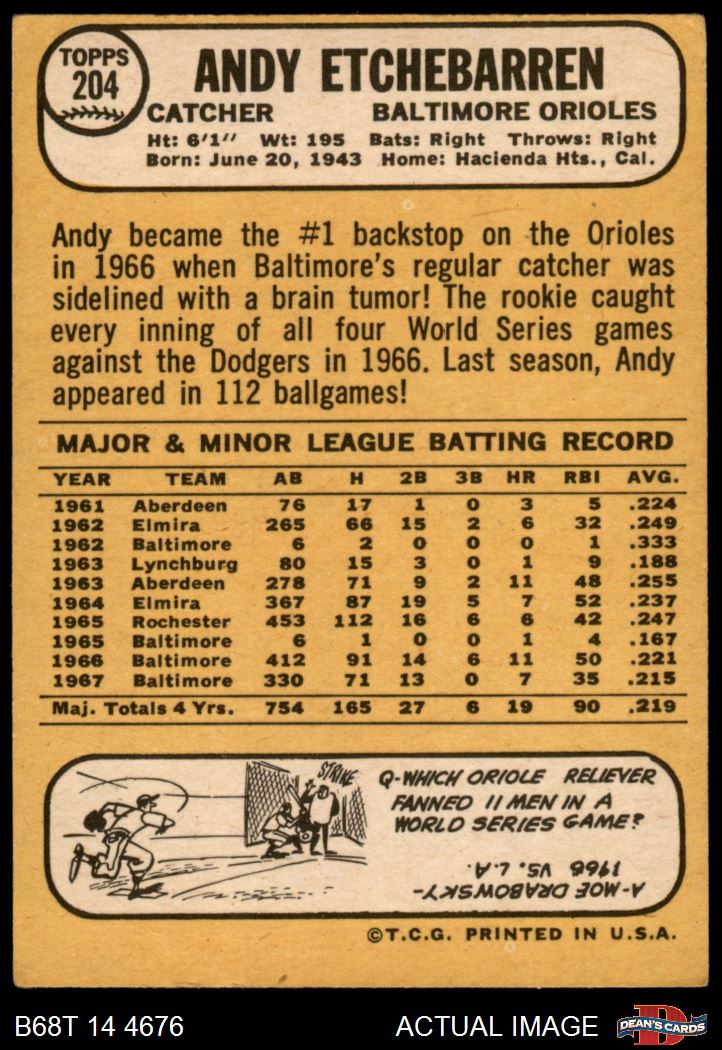 TOPPS
204
ANDY ETCHEBARREN
CATCHER BALTIMORE ORIOLES
Ht: 6'1" Wt: 195 Bats: Right Throws: Right
Born: June 20, 1943 Home: Hacienda Hts., Cal.
Andy became the #1 backstop on the Orioles
in 1966 when Baltimore's regular catcher was
sidelined with a brain tumor! The rookie caught
every inning of all four World Series games
against the Dodgers in 1966. Last season, Andy
appeared in 112 ballgames!
MAJOR & MINOR LEAGUE BATTING RECORD
YEAR TEAM AB H 2B 3B HR RBI AVG.
1961 Aberdeen 76 17 1 0 3 5 .224
1962 Elmira 265 66 15 2 6 32 .249
1962 Baltimore 6 2 0 0 0 1 .333
1963 Lynchburg 80 15 3 0 1 9 .188
1963 Aberdeen 278 71 9 2 11 48 .255
1964 Elmira 367 87 19 5 7 52 .237
1965 Rochester 453 112 16 6 6 42 .247
1965 Baltimore 6 1 0 0 1 4 .167
1966 Baltimore 412 91 14 6 11 50 .221
1967 Baltimore 330 71 13 0 7 35 .215
Maj. Totals 4 Yrs. 754 165 27 6 19 90 .219
STRIKE
Q-WHICH ORIOLE RELIEVER
FANNED 11 MEN IN A
WORLD SERIES GAME?
A-MOE DRABOWSKY-
1966 VS. L.A.
©T.C.G. PRINTED IN U.S.A.
B68T 14 4676 ACTUAL IMAGE DEAN'S CARDS